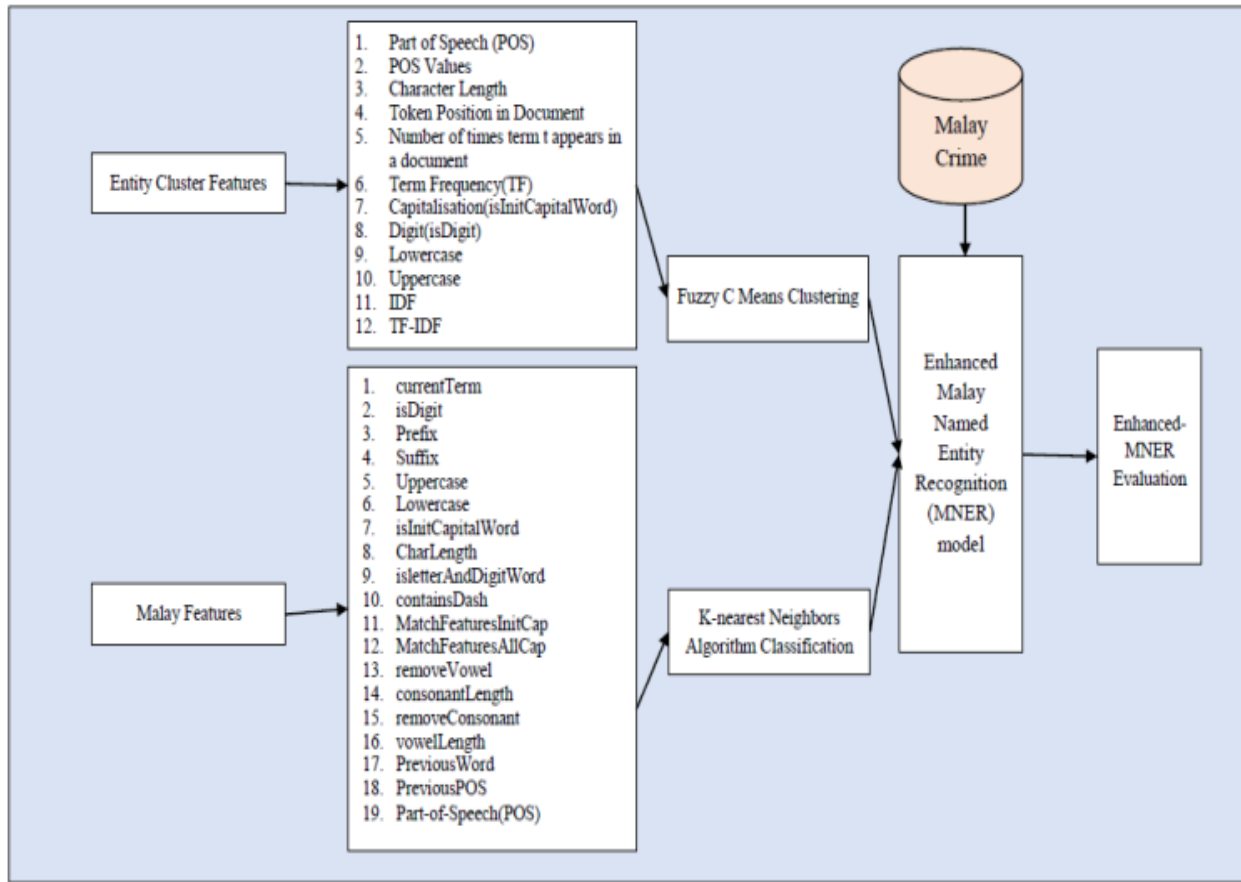 Entity Cluster Features
1. Part of Speech (POS)
2. POS Values
3. Character Length
4. Token Position in Document
5. Number of times term t appears in
a document
6. Term Frequency(TF)
7. Capitalisation(isInitCapitalWord)
8. Digit(isDigit)
9. Lowercase
10. Uppercase
11. IDF
12. TF-IDF
Fuzzy C Means Clustering
Malay Features
1. currentTerm
2. isDigit
3. Prefix
4. Suffix
5. Uppercase
6. Lowercase
7. isInitCapitalWord
8. CharLength
9. isletterAndDigitWord
10. containsDash
11. MatchFeaturesInitCap
12. MatchFeaturesAllCap
13. removeVowel
14. consonantLength
15. removeConsonant
16. vowelLength
17. PreviousWord
18. PreviousPOS
19. Part-of-Speech(POS)
K-nearest Neighbors
Algorithm Classification
Malay
Crime
Enhanced
Malay
Named
Entity
Recognition
(MNER)
model
Enhanced-
MNER
Evaluation